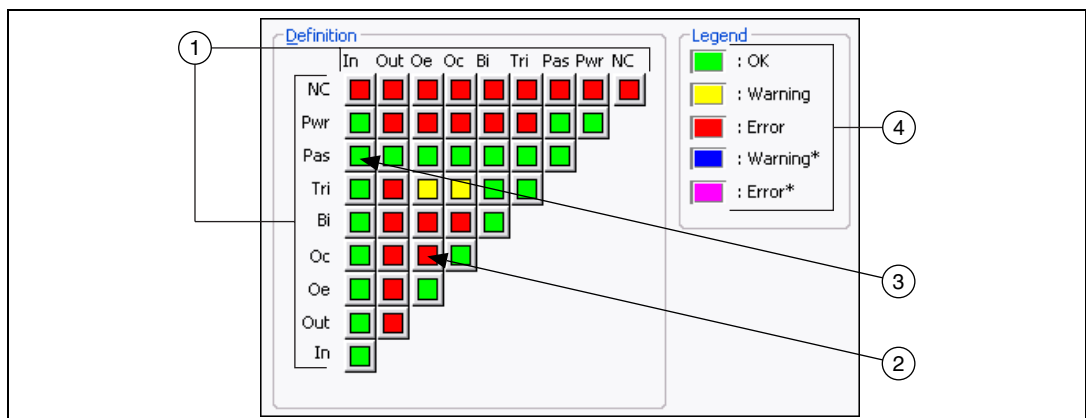 Definition
Legend
1
In Out Oe Oc Bi Tri Pas Pwr NC
NC
Pwr
Pas
Tri
Bi
Oc
Oe
Out
In
: OK
: Warning
: Error
: Warning*
: Error*
4
3
2